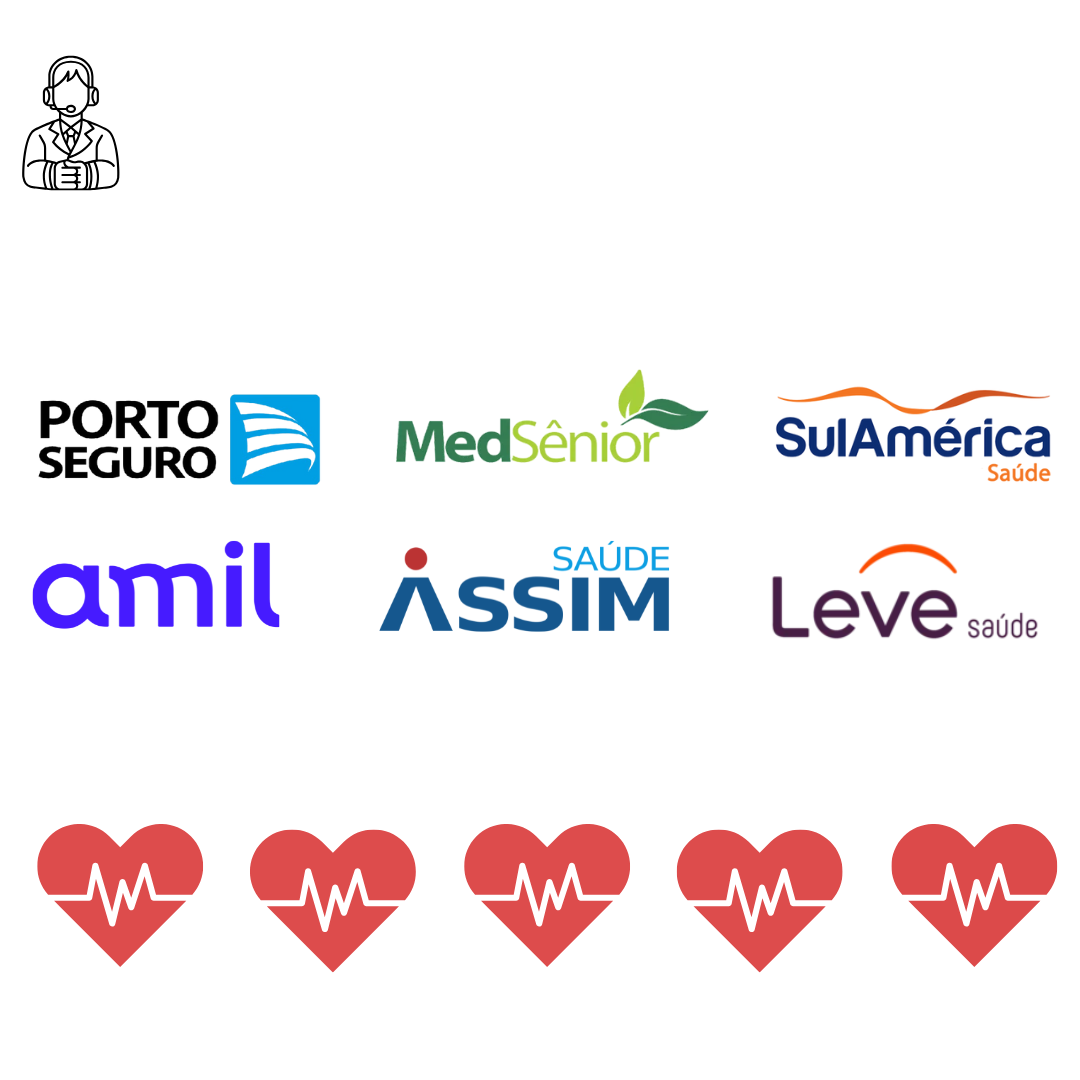 PORTO
SEGURO
MedSênior
SulAmérica
Saúde
amil
SAÚDE
ASSIM
Leve saúde